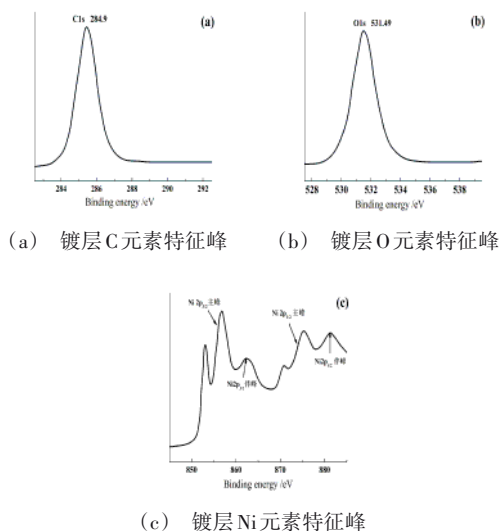 C1s 284.9
(a)
284 286 288 290 292
Binding energy /eV
(a) 镀层C元素特征峰
O1s 531.49
(b)
528 530 532 534 536 538
Binding energy /eV
(b) 镀层O元素特征峰
(c)
Ni 2p3/2主峰
Ni 2p1/2主峰
Ni2p3/2伴峰
Ni2p1/2伴峰
850 860 870 880
Binding energy /eV
(c) 镀层Ni元素特征峰